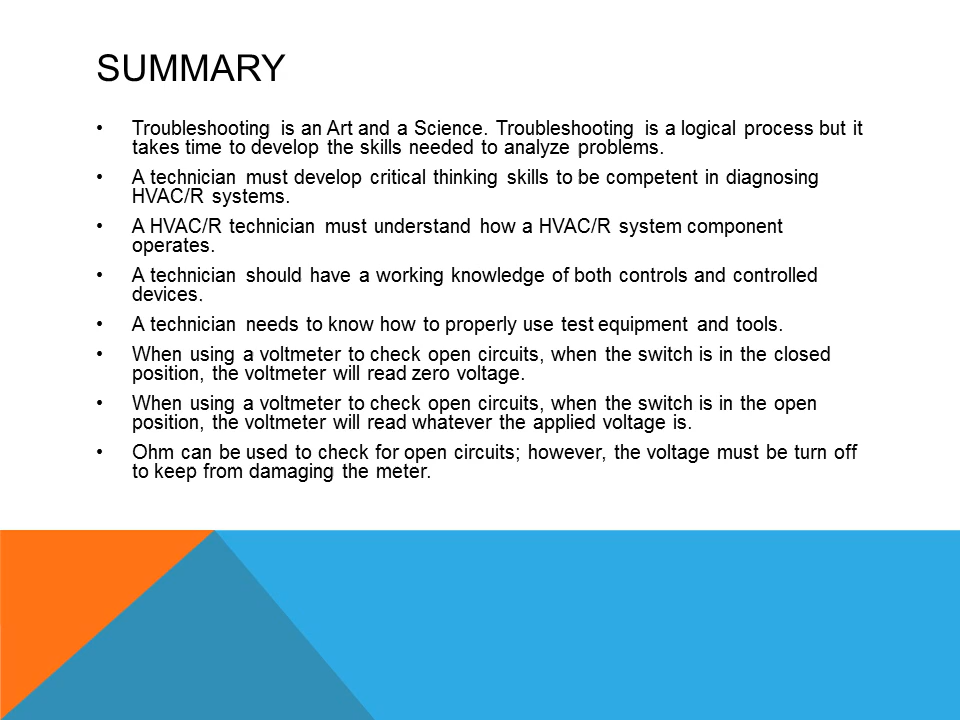 SUMMARY
• Troubleshooting is an Art and a Science. Troubleshooting is a logical process but it
takes time to develop the skills needed to analyze problems.
• A technician must develop critical thinking skills to be competent in diagnosing
HVAC/R systems.
• A HVAC/R technician must understand how a HVAC/R system component
operates.
• A technician should have a working knowledge of both controls and controlled
devices.
• A technician needs to know how to properly use test equipment and tools.
• When using a voltmeter to check open circuits, when the switch is in the closed
position, the voltmeter will read zero voltage.
• When using a voltmeter to check open circuits, when the switch is in the open
position, the voltmeter will read whatever the applied voltage is.
• Ohm can be used to check for open circuits; however, the voltage must be turn off
to keep from damaging the meter.